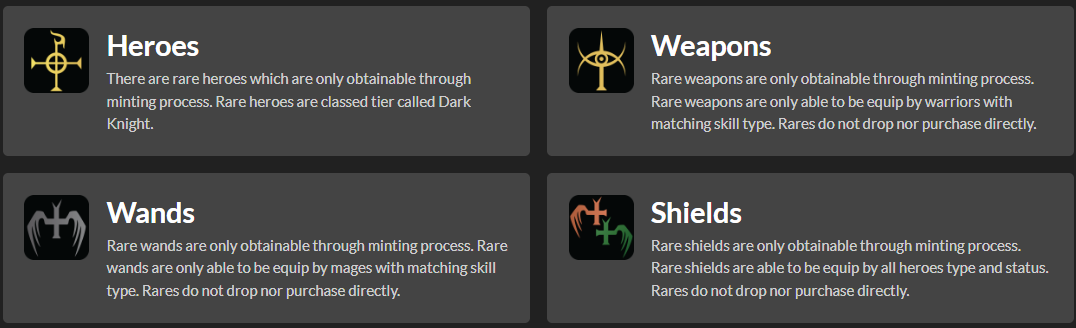 Heroes
There are rare heroes which are only obtainable through
minting process. Rare heroes are classed tier called Dark
Knight.
Weapons
Rare weapons are only obtainable through minting process.
Rare weapons are only able to be equip by warriors with
matching skill type. Rares do not drop nor purchase directly.
Wands
Rare wands are only obtainable through minting process. Rare
wands are only able to be equip by mages with matching skill
type. Rares do not drop nor purchase directly.
Shields
Rare shields are only obtainable through minting process.
Rare shields are able to be equip by all heroes type and status.
Rares do not drop nor purchase directly.